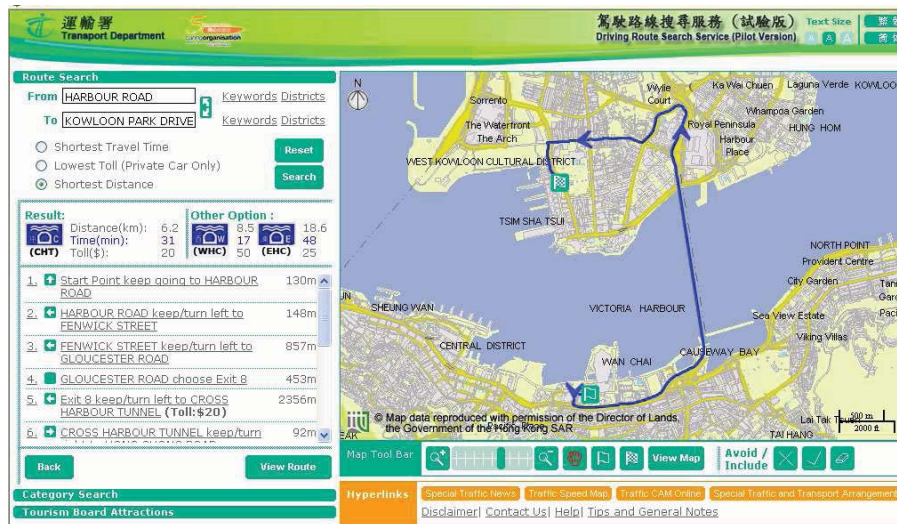 運輸署
Transport Department
caringorganisation
駕駛路線搜尋服務 (試驗版)
Driving Route Search Service (Pilot Version)
Text Size
A A A
Route Search
From HARBOUR ROAD Keywords Districts
To KOWLOON PARK DRIVE Keywords Districts
Shortest Travel Time
Reset
Lowest Toll (Private Car Only)
Shortest Distance
Search
Result: Other Option :
Distance(km): 6.2 8.5 18.6
Time(min): 31 17 48
(CHT) Toll($): 20 (WHC) 50 (EHC) 25
1. Start Point keep going to HARBOUR 130m
ROAD
2. HARBOUR ROAD keep/turn left to 148m
FENWICK STREET
3. FENWICK STREET keep/turn left to 857m
GLOUCESTER ROAD
4. GLOUCESTER ROAD choose Exit 8 453m
5. Exit 8 keep/turn left to CROSS 2356m
HARBOUR TUNNEL (Toll:$20)
6. CROSS HARBOUR TUNNEL keep/turn 92m
Back View Route
Category Search
Tourism Board Attractions
N
Sorrento
Wylie
Court
Ka Wai Chuen
Laguna Verde
KOWLOO
The Waterfront
The Arch
Whampoa Garden
Royal Peninsula
HUNG HOM
Harbour
Place
WEST KOWLOON CULTURAL DISTRICT
TSIM SHA TSUI
NORTH POINT
Provident Centre
City Garden
SHEUNG WAN
VICTORIA HARBOUR
Sea View Estate
Viking Villas
CENTRAL DISTRICT
WAN CHAI
CAUSEWAY BAY
© Map data reproduced with permission of the Director of Lands,
the Government of the Hong Kong SAR
Lai Tak Tsuen
500 m
2000 ft
TAI HANG
Map Tool Bar
View Map
Avoid /
Include
Hyperlinks
Special Traffic News
Traffic Speed Map
Traffic CAM Online
Special Traffic and Transport Arrangement
Disclaimer| Contact Us| Help| Tips and General Notes